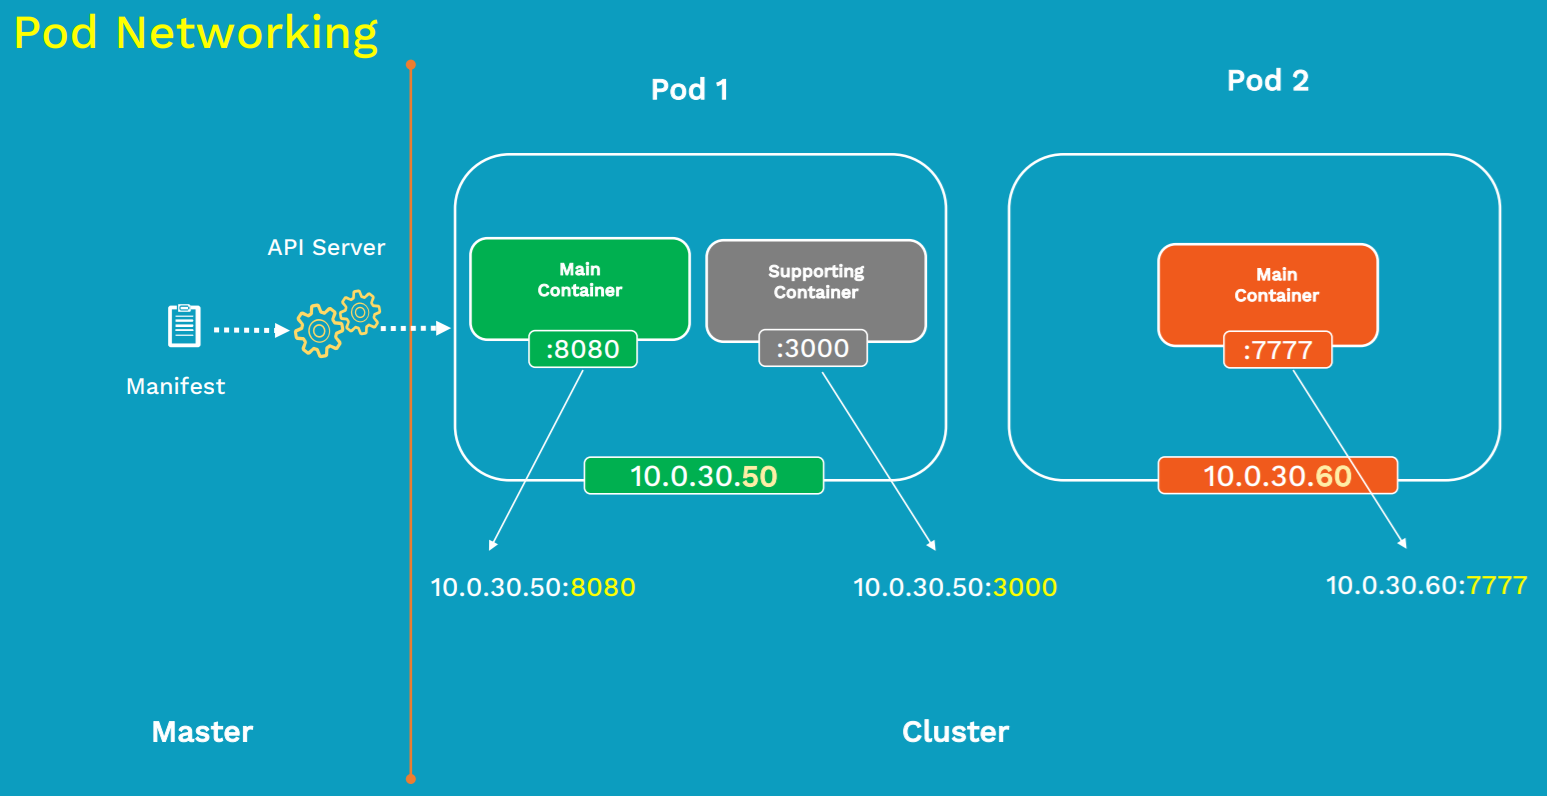 Pod Networking
Pod 1
Pod 2
API Server
Manifest
Main
Container
:8080
Supporting
Container
:3000
10.0.30.50
Main
Container
:7777
10.0.30.60
10.0.30.50:8080
10.0.30.50:3000
10.0.30.60:7777
Master
Cluster